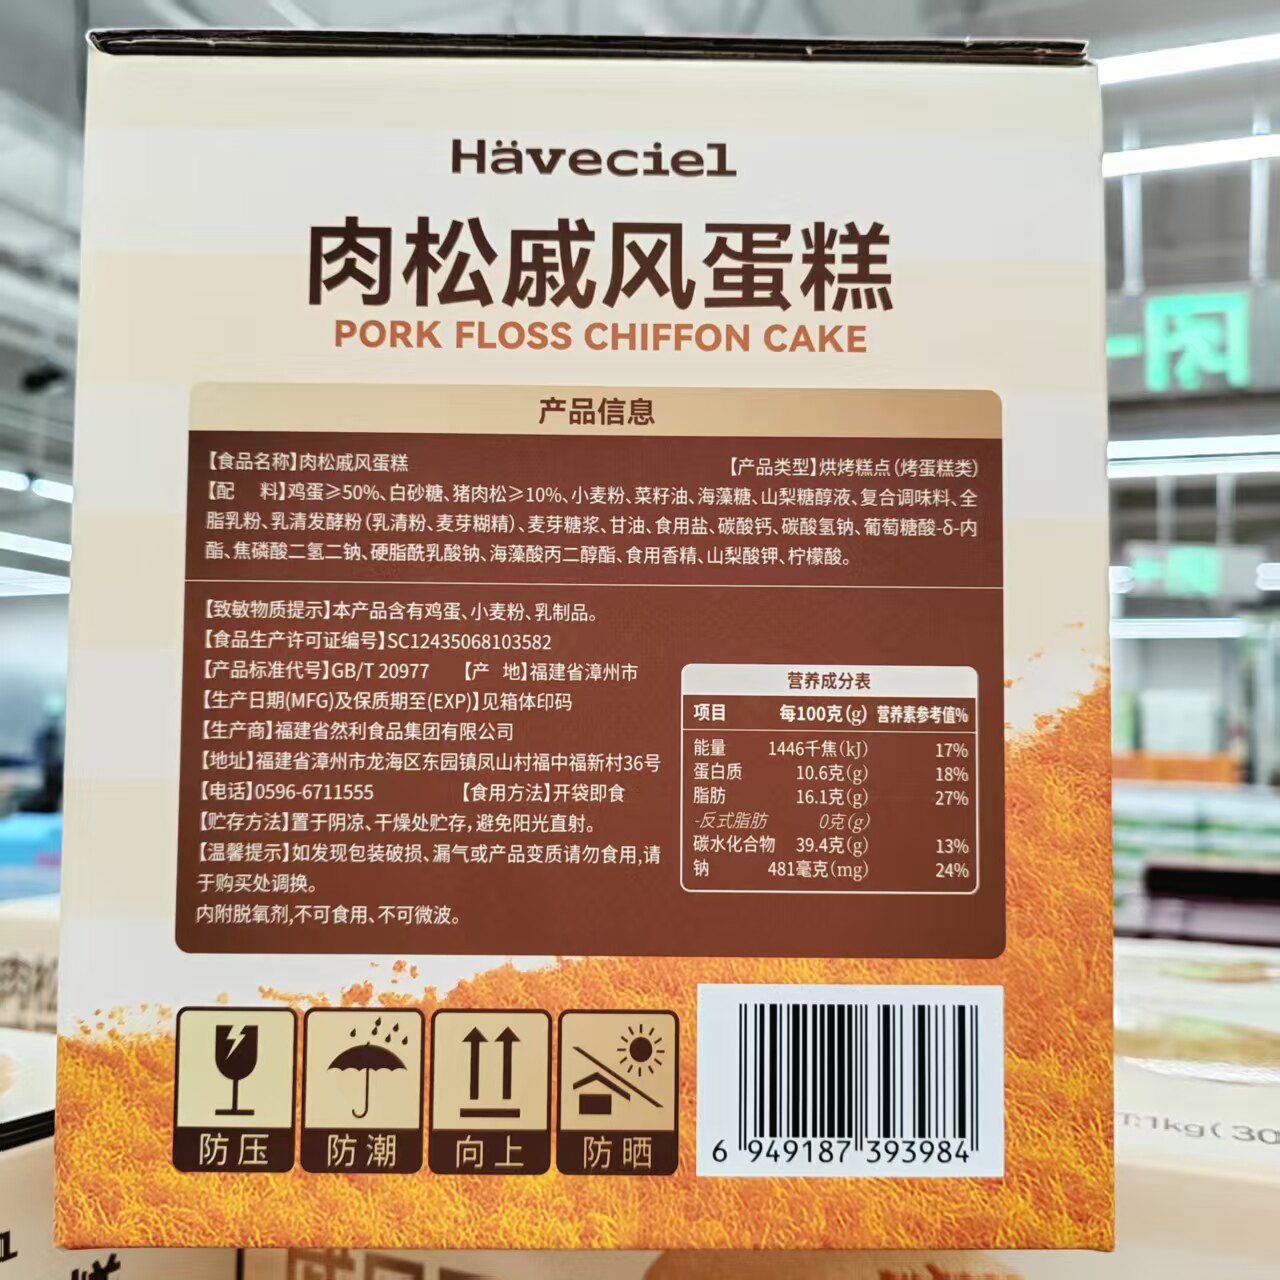 Häveciel
肉松戚风蛋糕
PORK FLOSS CHIFFON CAKE
产品信息
【食品名称】肉松戚风蛋糕 【产品类型】烘烤糕点(烤蛋糕类)
【配 料】鸡蛋≥50%、白砂糖、猪肉松≥10%、小麦粉、菜籽油、海藻糖、山梨糖醇液、复合调味料、全
脂乳粉、乳清发酵粉(乳清粉、麦芽糊精)、麦芽糖浆、甘油、食用盐、碳酸钙、碳酸氢钠、葡萄糖酸-δ-内
酯、焦磷酸二氢二钠、硬脂酰乳酸钠、海藻酸丙二醇酯、食用香精、山梨酸钾、柠檬酸。
【致敏物质提示】本产品含有鸡蛋、小麦粉、乳制品。
【食品生产许可证编号】SC12435068103582
【产品标准代号】GB/T 20977 【产 地】福建省漳州市
【生产日期(MFG)及保质期至(EXP)】见箱体印码
【生产商】福建省然利食品集团有限公司
【地址】福建省漳州市龙海区东园镇凤山村福中福新村36号
【电话】0596-6711555 【食用方法】开袋即食
【贮存方法】置于阴凉、干燥处贮存,避免阳光直射。
【温馨提示】如发现包装破损、漏气或产品变质请勿食用,请
于购买处调换。
内附脱氧剂,不可食用、不可微波。
营养成分表
项目 每100克(g) 营养素参考值%
能量 1446千焦(kJ) 17%
蛋白质 10.6克(g) 18%
脂肪 16.1克(g) 27%
-反式脂肪 0克(g)
碳水化合物 39.4克(g) 13%
钠 481毫克(mg) 24%
防压 防潮 向上 防晒
6 949187 393984